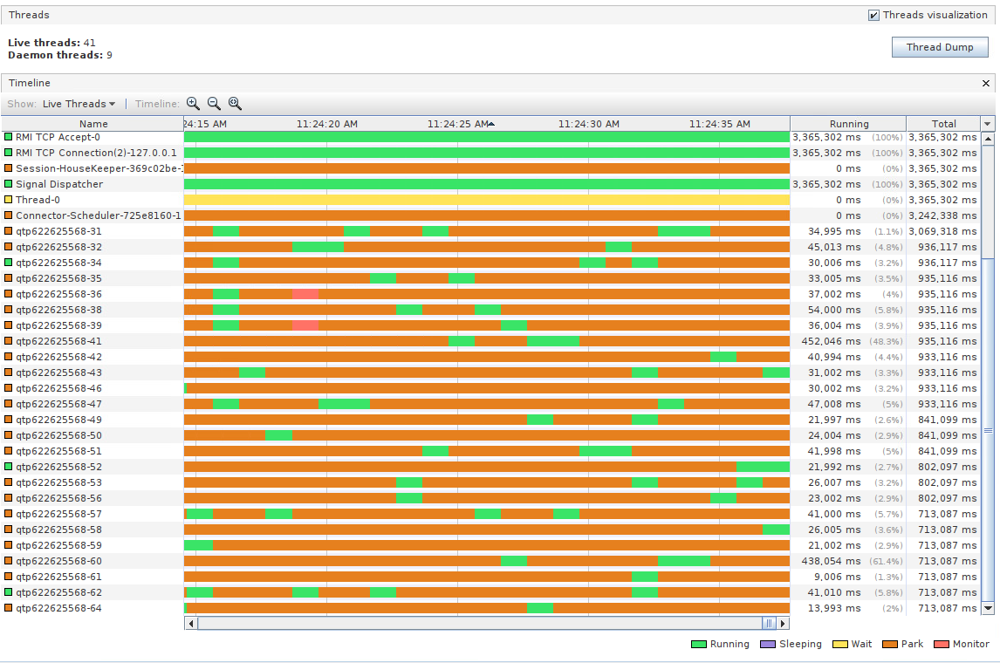 Threads
Threads visualization
Live threads: 41
Daemon threads: 9
Thread Dump
Timeline
Show: Live Threads Timeline:
Name 24:15 AM 11:24:20 AM 11:24:25 AM 11:24:30 AM 11:24:35 AM Running Total
RMI TCP Accept-0 3,365,302 ms (100%) 3,365,302 ms
RMI TCP Connection(2)-127.0.0.1 3,365,302 ms (100%) 3,365,302 ms
Session-HouseKeeper-369c02be- 0 ms (0%) 3,365,302 ms
Signal Dispatcher 3,365,302 ms (100%) 3,365,302 ms
Thread-0 0 ms (0%) 3,365,302 ms
Connector-Scheduler-725e8160-1 0 ms (0%) 3,242,338 ms
qtp622625568-31 34,995 ms (1.1%) 3,069,318 ms
qtp622625568-32 45,013 ms (4.8%) 936,117 ms
qtp622625568-34 30,006 ms (3.2%) 936,117 ms
qtp622625568-35 33,005 ms (3.5%) 935,116 ms
qtp622625568-36 37,002 ms (4%) 935,116 ms
qtp622625568-38 54,000 ms (5.8%) 935,116 ms
qtp622625568-39 36,004 ms (3.9%) 935,116 ms
qtp622625568-41 452,046 ms (48.3%) 935,116 ms
qtp622625568-42 40,994 ms (4.4%) 933,116 ms
qtp622625568-43 31,002 ms (3.3%) 933,116 ms
qtp622625568-46 30,002 ms (3.2%) 933,116 ms
qtp622625568-47 47,008 ms (5%) 933,116 ms
qtp622625568-49 21,997 ms (2.6%) 841,099 ms
qtp622625568-50 24,004 ms (2.9%) 841,099 ms
qtp622625568-51 41,998 ms (5%) 841,099 ms
qtp622625568-52 21,992 ms (2.7%) 802,097 ms
qtp622625568-53 26,007 ms (3.2%) 802,097 ms
qtp622625568-56 23,002 ms (2.9%) 802,097 ms
qtp622625568-57 41,000 ms (5.7%) 713,087 ms
qtp622625568-58 26,005 ms (3.6%) 713,087 ms
qtp622625568-59 21,002 ms (2.9%) 713,087 ms
qtp622625568-60 438,054 ms (61.4%) 713,087 ms
qtp622625568-61 9,006 ms (1.3%) 713,087 ms
qtp622625568-62 41,010 ms (5.8%) 713,087 ms
qtp622625568-64 13,993 ms (2%) 713,087 ms
Running Sleeping Wait Park Monitor